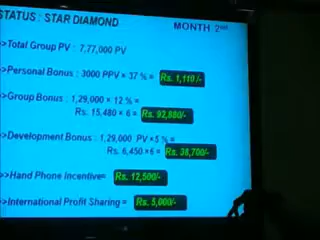 STATUS : STAR DIAMOND
MONTH 2ND
>>Total Group PV : 7,77,000 PV
>>Personal Bonus : 3000 PPV × 37 % = Rs. 1,110/-
>>Group Bonus : 1,29,000 × 12 % =
Rs. 15,480 × 6 = Rs. 92,880/-
>>Development Bonus : 1,29,000 PV ×5 % =
Rs. 6,450 ×6 = Rs. 38,700/-
>>Hand Phone Incentive= Rs. 12,500/-
>>International Profit Sharing= Rs. 5,000/-